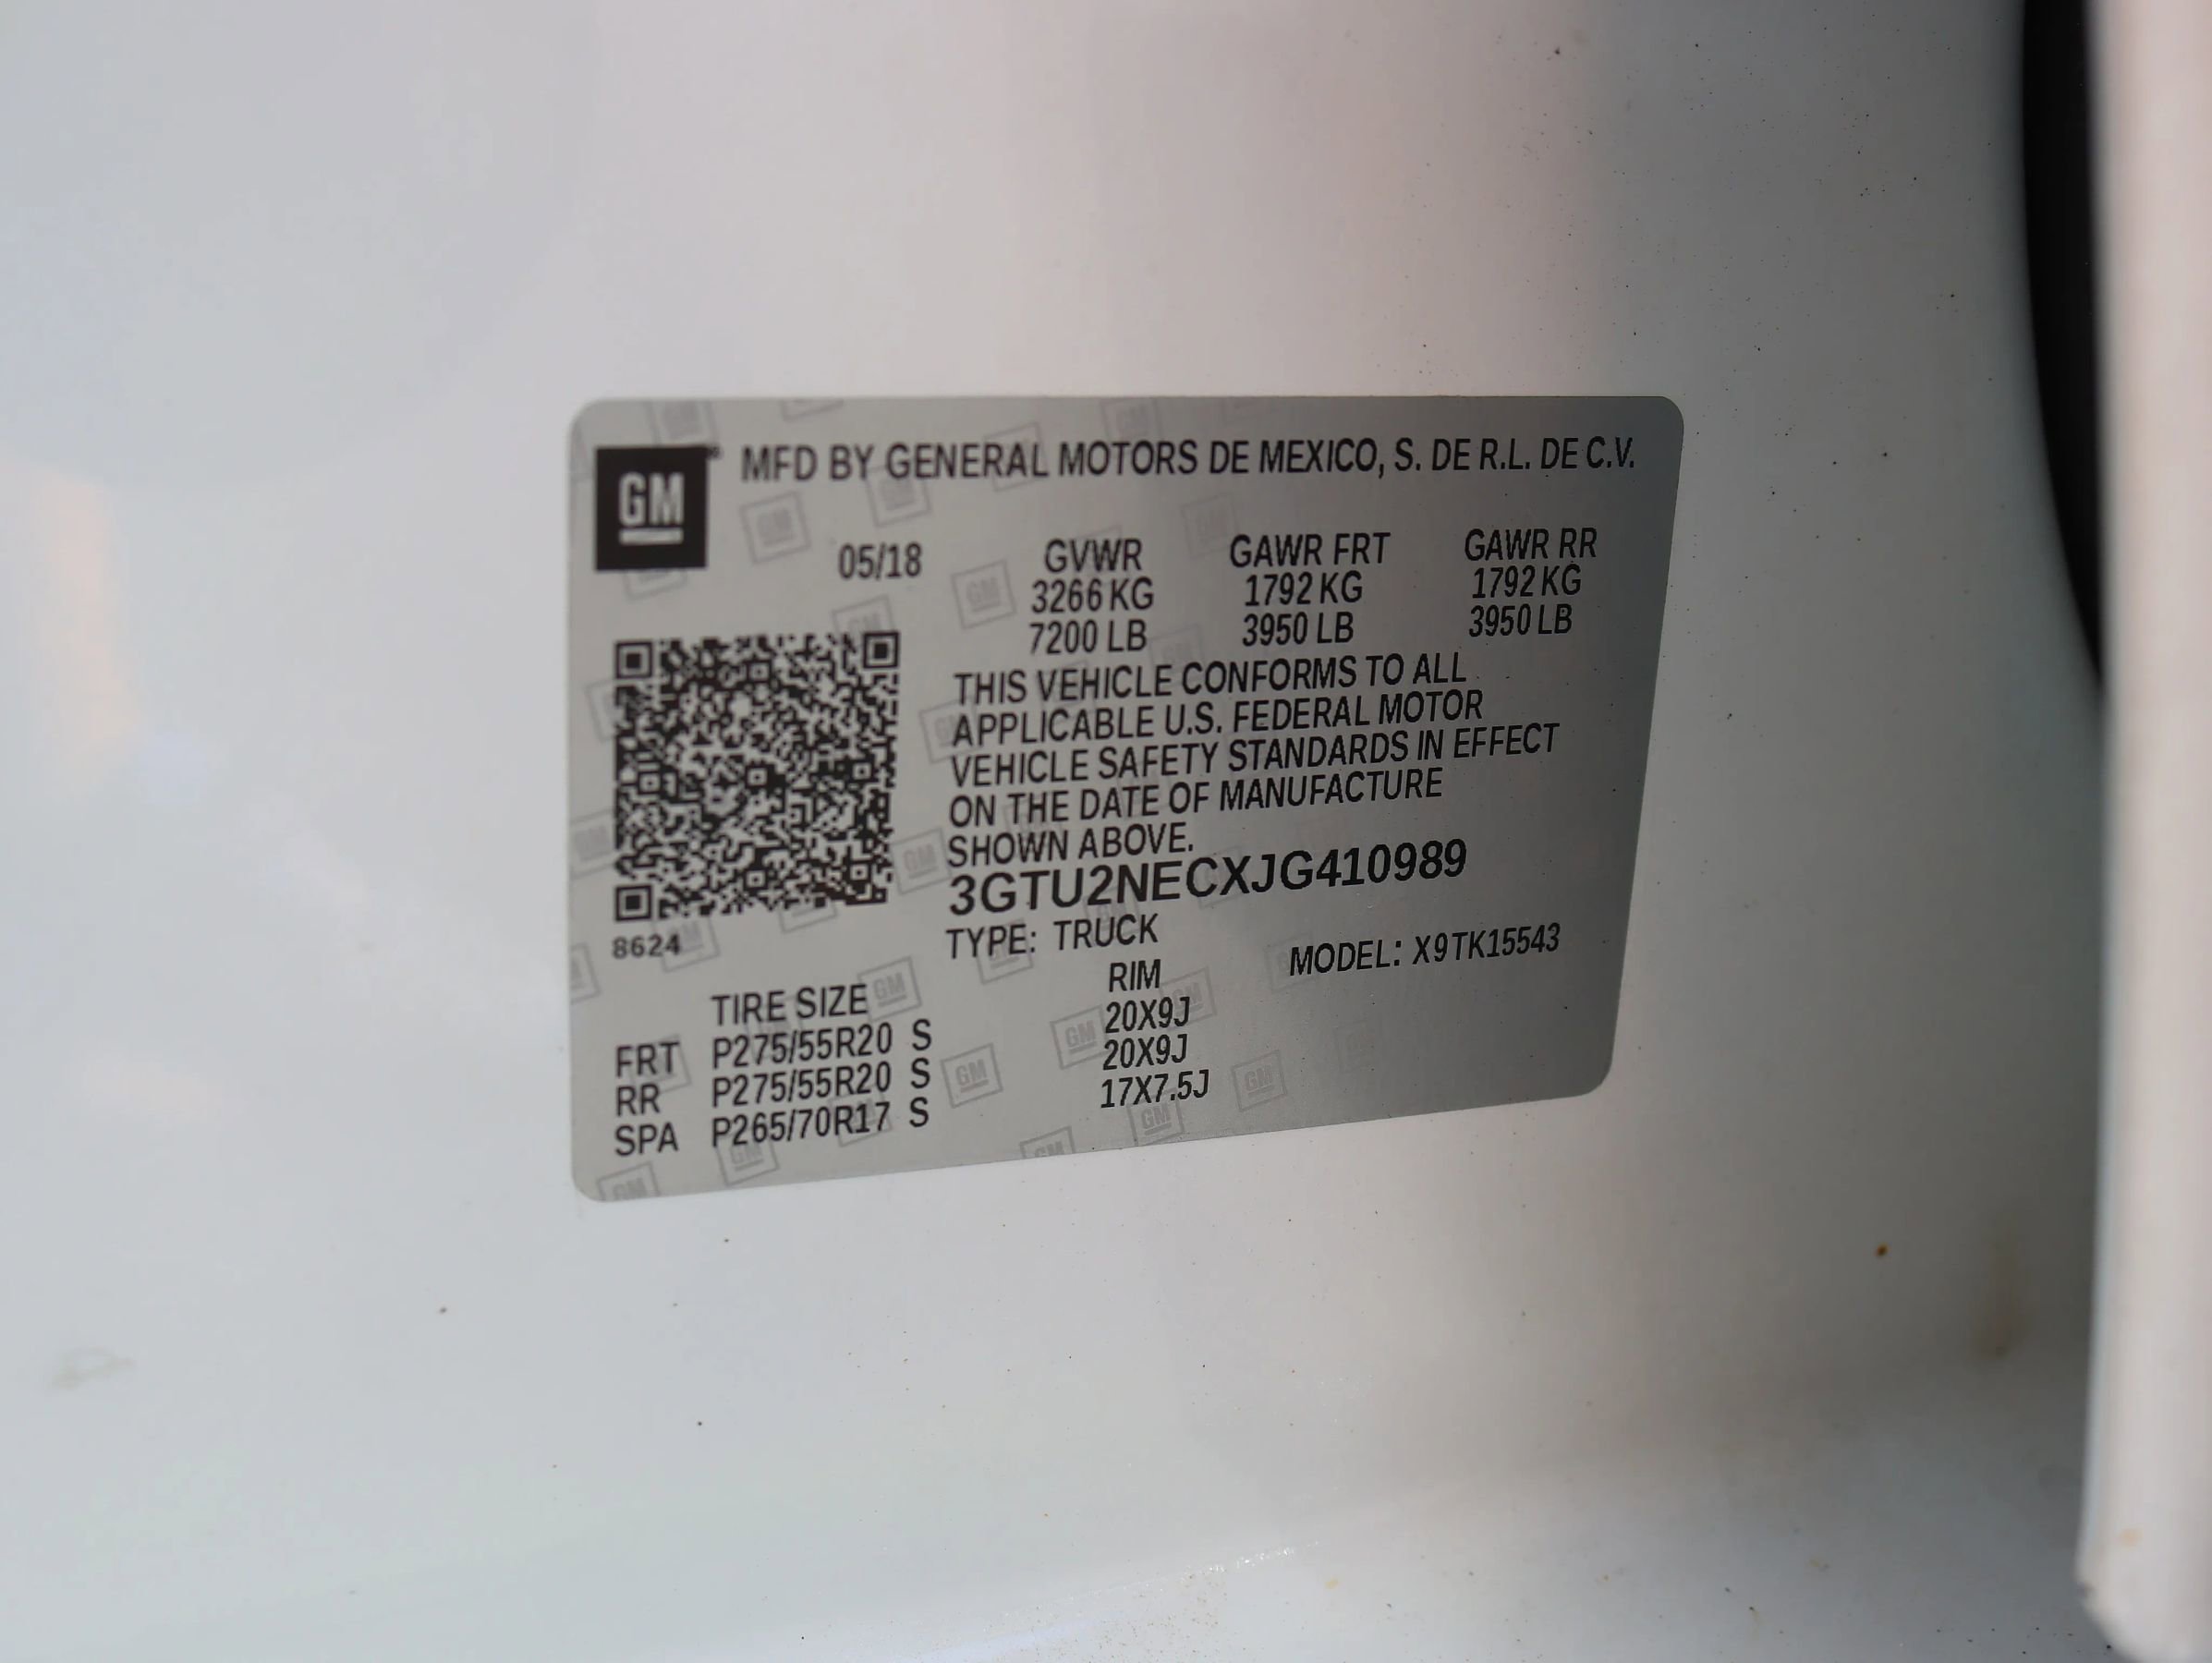 GM
MFD BY GENERAL MOTORS DE MEXICO, S. DE R.L. DE C.V.
05/18 GVWR GAWR FRT GAWR RR
3266 KG 1792 KG 1792 KG
7200 LB 3950 LB 3950 LB
THIS VEHICLE CONFORMS TO ALL
APPLICABLE U.S. FEDERAL MOTOR
VEHICLE SAFETY STANDARDS IN EFFECT
ON THE DATE OF MANUFACTURE
SHOWN ABOVE.
3GTU2NECXJG410989
8624
TYPE: TRUCK MODEL: X9TK15543
TIRE SIZE RIM
FRT P275/55R20 S 20X9J
RR P275/55R20 S 20X9J
SPA P265/70R17 S 17X7.5J